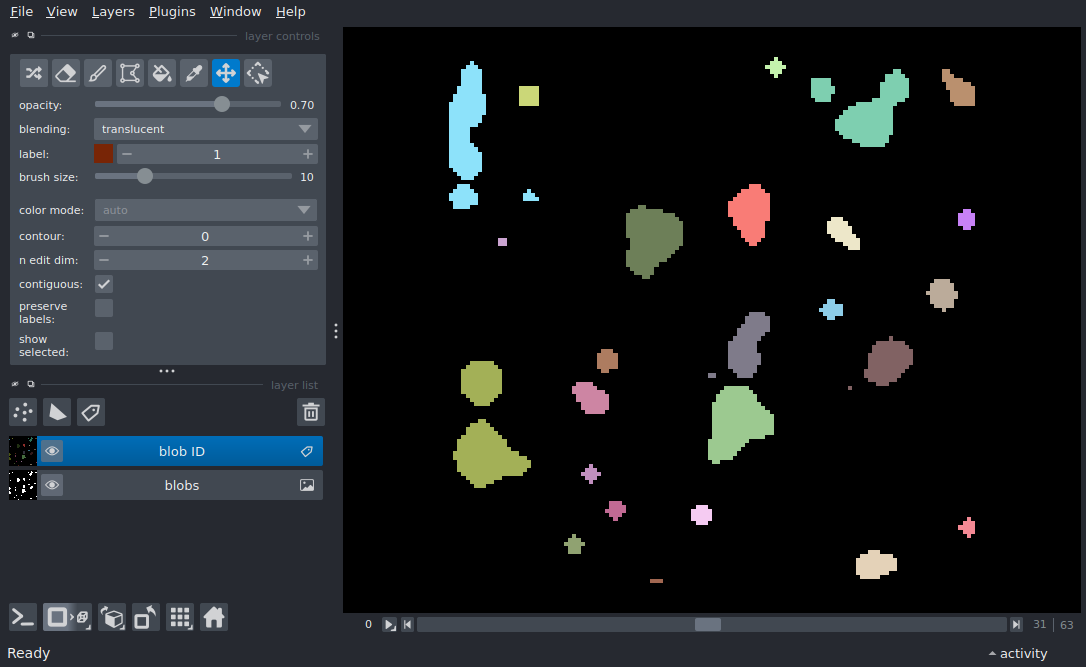 File View Layers Plugins Window Help
layer controls
opacity: 0.70
blending: translucent
label: 1
brush size: 10
color mode: auto
contour: 0
n edit dim: 2
contiguous:
preserve
labels:
show
selected:
layer list
blob ID
blobs
0 31 63
Ready activity